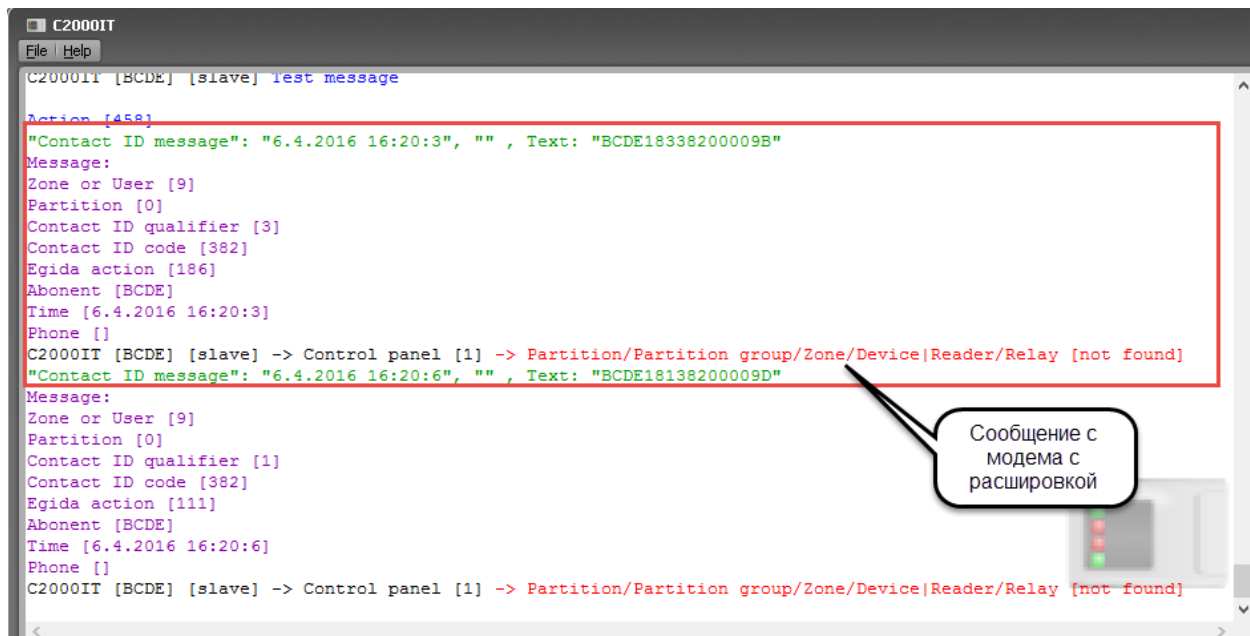 C2000IT
File Help
C2000IT [BCDE] [slave] Test message
Action [458]
"Contact ID message": "6.4.2016 16:20:3", "" , Text: "BCDE18338200009B"
Message:
Zone or User [9]
Partition [0]
Contact ID qualifier [3]
Contact ID code [382]
Egida action [186]
Abonent [BCDE]
Time [6.4.2016 16:20:3]
Phone []
C2000IT [BCDE] [slave] -> Control panel [1] -> Partition/Partition group/Zone/Device|Reader/Relay [not found]
"Contact ID message": "6.4.2016 16:20:6", "" , Text: "BCDE18138200009D"
Message:
Zone or User [9]
Partition [0]
Contact ID qualifier [1]
Contact ID code [382]
Egida action [111]
Abonent [BCDE]
Time [6.4.2016 16:20:6]
Phone []
C2000IT [BCDE] [slave] -> Control panel [1] -> Partition/Partition group/Zone/Device|Reader/Relay [not found]
Сообщение с
модема с
расшировкой